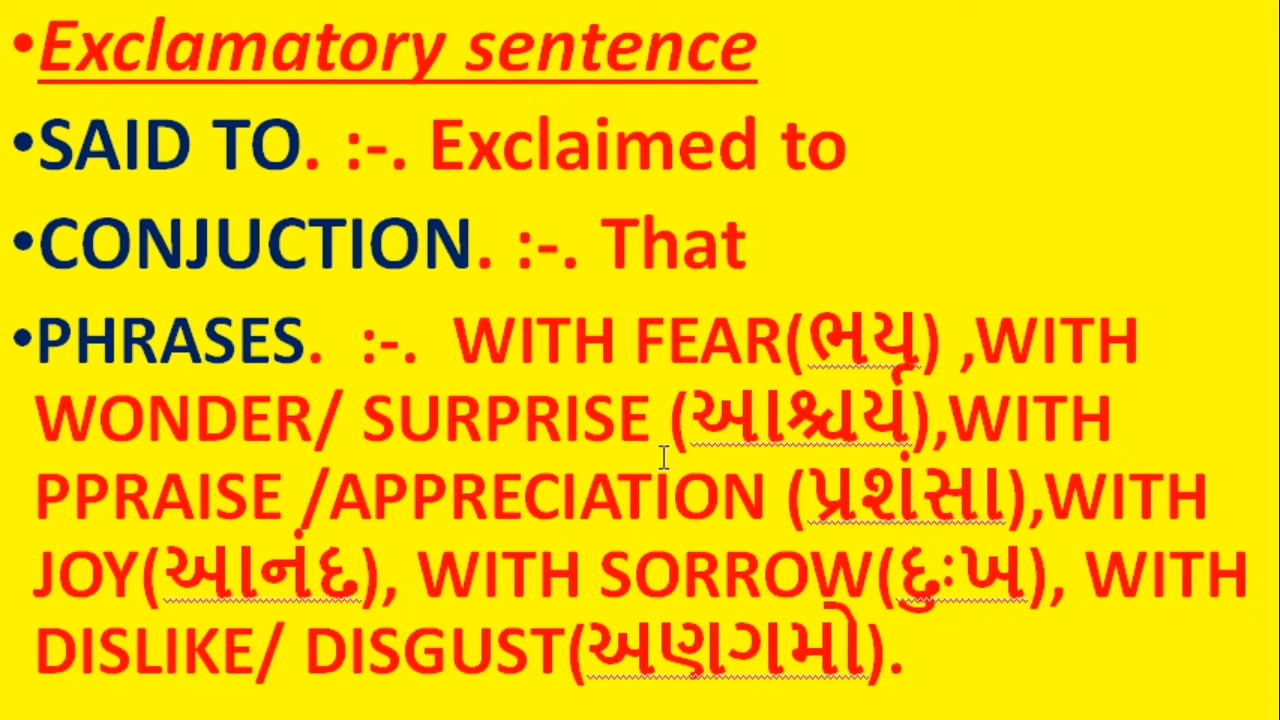 •Exclamatory sentence
•SAID TO. :-. Exclaimed to
•CONJUCTION. :-. That
•PHRASES. :-. WITH FEAR(ભયૃ) ,WITH
WONDER/ SURPRISE (આશ્ચર્ય),WITH
PPRAISE /APPRECIATION (પ્રશંસા),WITH
JOY(આનંદ), WITH SORROW(દુઃખ), WITH
DISLIKE/ DISGUST(અણગમો).